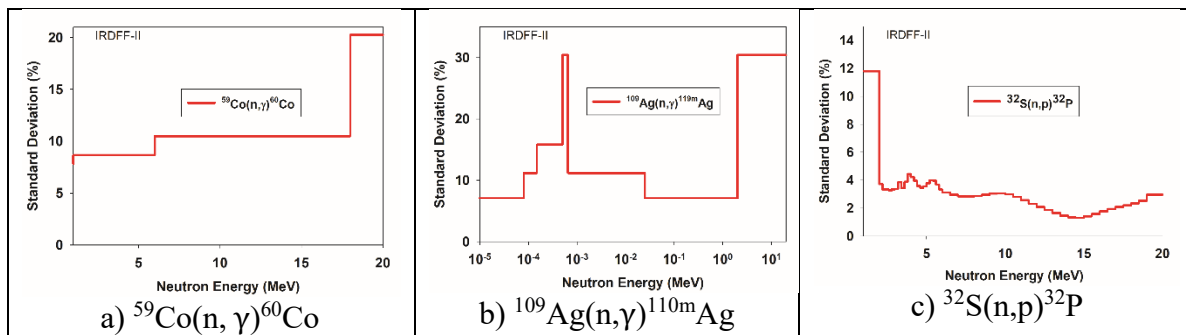 IRDFF-II
Standard Deviation (%)
20
15
10
5
0
⁵⁹Co(n,γ)⁶⁰Co
5
10
15
20
Neutron Energy (MeV)
a) ⁵⁹Co(n, γ)⁶⁰Co
IRDFF-II
Standard Deviation (%)
30
20
10
0
¹⁰⁹Ag(n,γ)¹¹⁹ᵐAg
10⁻⁵
10⁻⁴
10⁻³
10⁻²
10⁻¹
10⁰
10¹
Neutron Energy (MeV)
b) ¹⁰⁹Ag(n,γ)¹¹⁰ᵐAg
IRDFF-II
Standard Deviation (%)
14
12
10
8
6
4
2
0
³²S(n,p)³²P
5
10
15
20
Neutron Energy (MeV)
c) ³²S(n,p)³²P